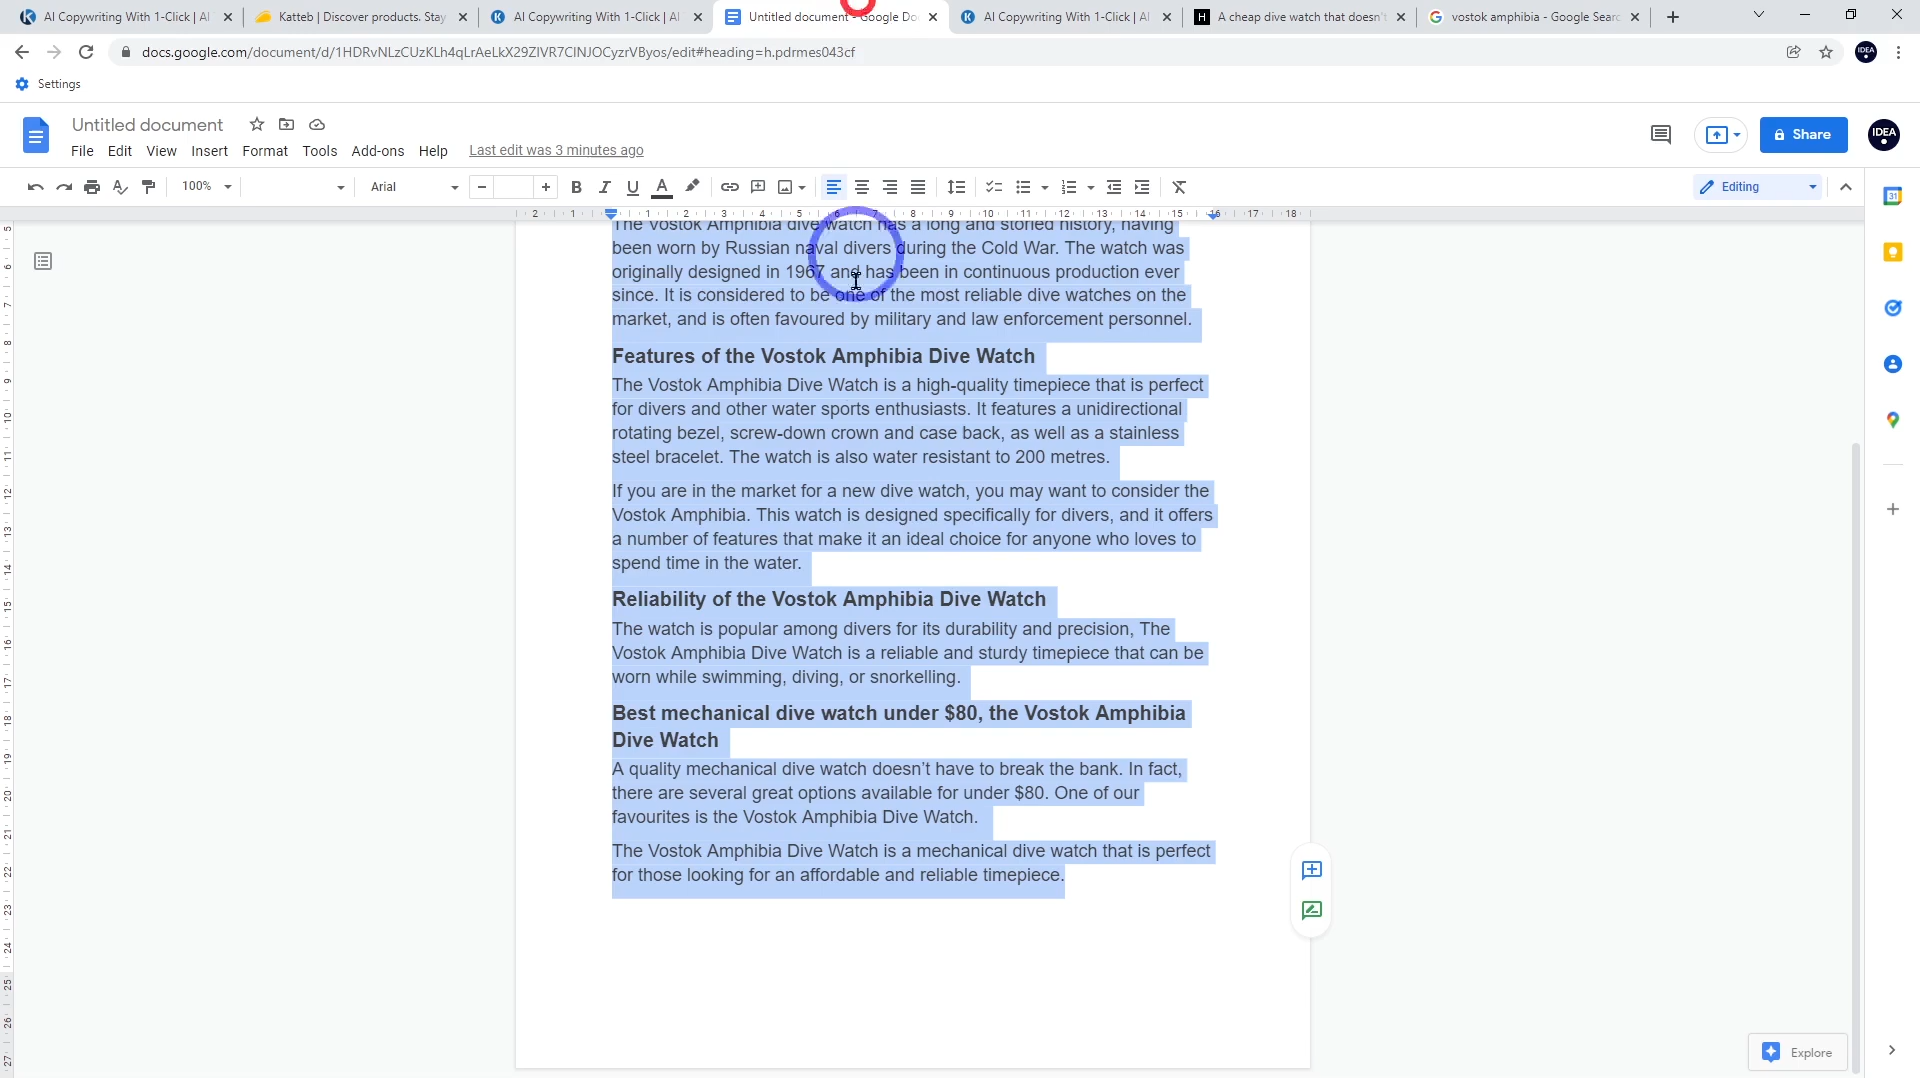 AI Copywriting With 1-Click | AI
Katteb | Discover products. Stay
AI Copywriting With 1-Click | AI
Untitled document - Google Do
AI Copywriting With 1-Click | AI
A cheap dive watch that doesn't
vostok amphibia - Google Searc
docs.google.com/document/d/1HDRvNLzCUzKLh4qLrAeLkX29ZIVR7ClNJOCyzrVByos/edit#heading=h.pdrmes043cf
Settings
Untitled document
File Edit View Insert Format Tools Add-ons Help Last edit was 3 minutes ago
Share
100% Arial
Editing
The Vostok Amphibia dive watch has a long and storied history, having
been worn by Russian naval divers during the Cold War. The watch was
originally designed in 1967 and has been in continuous production ever
since. It is considered to be one of the most reliable dive watches on the
market, and is often favoured by military and law enforcement personnel.
Features of the Vostok Amphibia Dive Watch
The Vostok Amphibia Dive Watch is a high-quality timepiece that is perfect
for divers and other water sports enthusiasts. It features a unidirectional
rotating bezel, screw-down crown and case back, as well as a stainless
steel bracelet. The watch is also water resistant to 200 metres.
If you are in the market for a new dive watch, you may want to consider the
Vostok Amphibia. This watch is designed specifically for divers, and it offers
a number of features that make it an ideal choice for anyone who loves to
spend time in the water.
Reliability of the Vostok Amphibia Dive Watch
The watch is popular among divers for its durability and precision, The
Vostok Amphibia Dive Watch is a reliable and sturdy timepiece that can be
worn while swimming, diving, or snorkelling.
Best mechanical dive watch under $80, the Vostok Amphibia
Dive Watch
A quality mechanical dive watch doesn't have to break the bank. In fact,
there are several great options available for under $80. One of our
favourites is the Vostok Amphibia Dive Watch.
The Vostok Amphibia Dive Watch is a mechanical dive watch that is perfect
for those looking for an affordable and reliable timepiece.
Explore